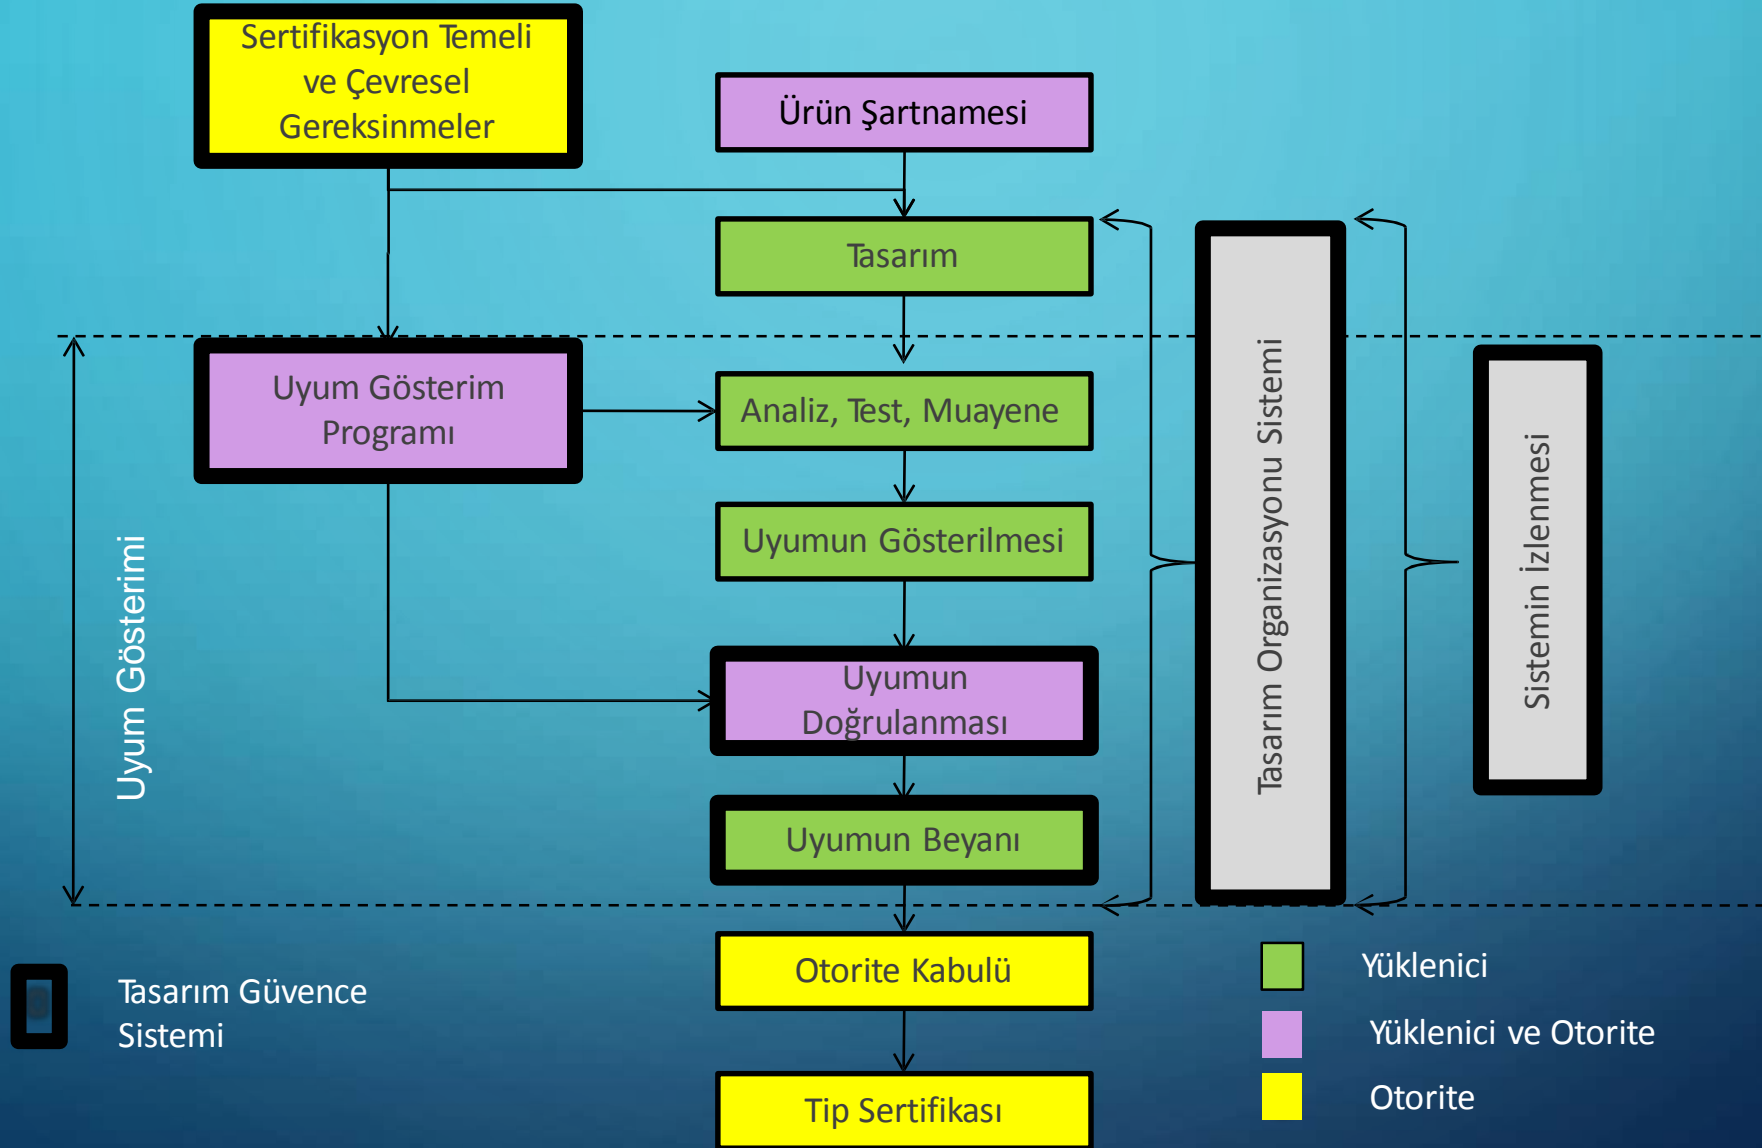 Sertifikasyon Temeli
ve Çevresel
Gereksinmeler
Ürün Şartnamesi
Tasarım
Uyum Gösterim
Programı
Analiz, Test, Muayene
Uyumun Gösterilmesi
Uyumun
Doğrulanması
Uyumun Beyanı
Otorite Kabulü
Tip Sertifikası
Uyum Gösterimi
Tasarım Organizasyonu Sistemi
Sistemin İzlenmesi
Tasarım Güvence
Sistemi
Yüklenici
Yüklenici ve Otorite
Otorite